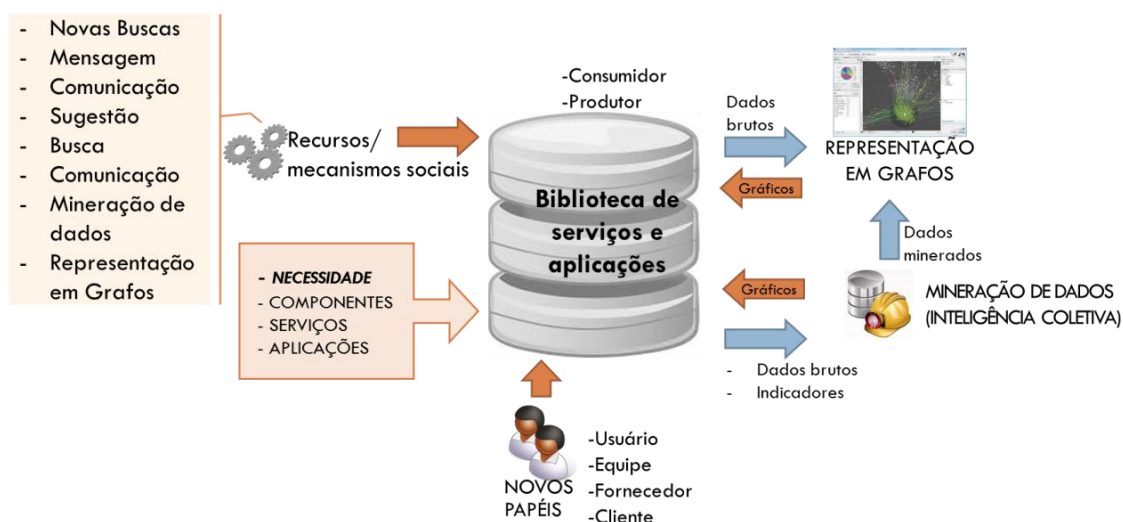 - Novas Buscas
- Mensagem
- Comunicação
- Sugestão
- Busca
- Comunicação
- Mineração de
dados
- Representação
em Grafos
Recursos/
mecanismos sociais
- NECESSIDADE
- COMPONENTES
- SERVIÇOS
- APLICAÇÕES
-Consumidor
-Produtor
Biblioteca de
serviços e
aplicações
NOVOS
PAPÉIS
-Usuário
-Equipe
-Fornecedor
-Cliente
Dados
brutos
Gráficos
REPRESENTAÇÃO
EM GRAFOS
Dados
minerados
Gráficos
MINERAÇÃO DE DADOS
(INTELIGÊNCIA COLETIVA)
- Dados brutos
- Indicadores